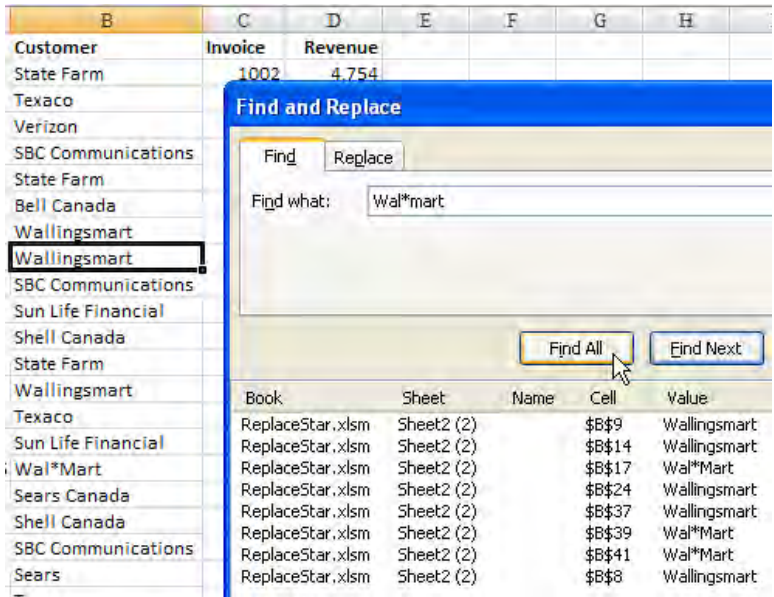 B C D E F G H
Customer Invoice Revenue
State Farm 1002 4,754
Texaco
Verizon
SBC Communications
State Farm
Bell Canada
Wallingsmart
Wallingsmart
SBC Communications
Sun Life Financial
Shell Canada
State Farm
Wallingsmart
Texaco
Sun Life Financial
Wal*Mart
Sears Canada
Shell Canada
SBC Communications
Sears
Find and Replace
Find Replace
Find what: Wal*mart
Find All Find Next
Book Sheet Name Cell Value
ReplaceStar.xlsm Sheet2 (2) $B$9 Wallingsmart
ReplaceStar.xlsm Sheet2 (2) $B$14 Wallingsmart
ReplaceStar.xlsm Sheet2 (2) $B$17 Wal*Mart
ReplaceStar.xlsm Sheet2 (2) $B$24 Wallingsmart
ReplaceStar.xlsm Sheet2 (2) $B$37 Wallingsmart
ReplaceStar.xlsm Sheet2 (2) $B$39 Wal*Mart
ReplaceStar.xlsm Sheet2 (2) $B$41 Wal*Mart
ReplaceStar.xlsm Sheet2 (2) $B$8 Wallingsmart